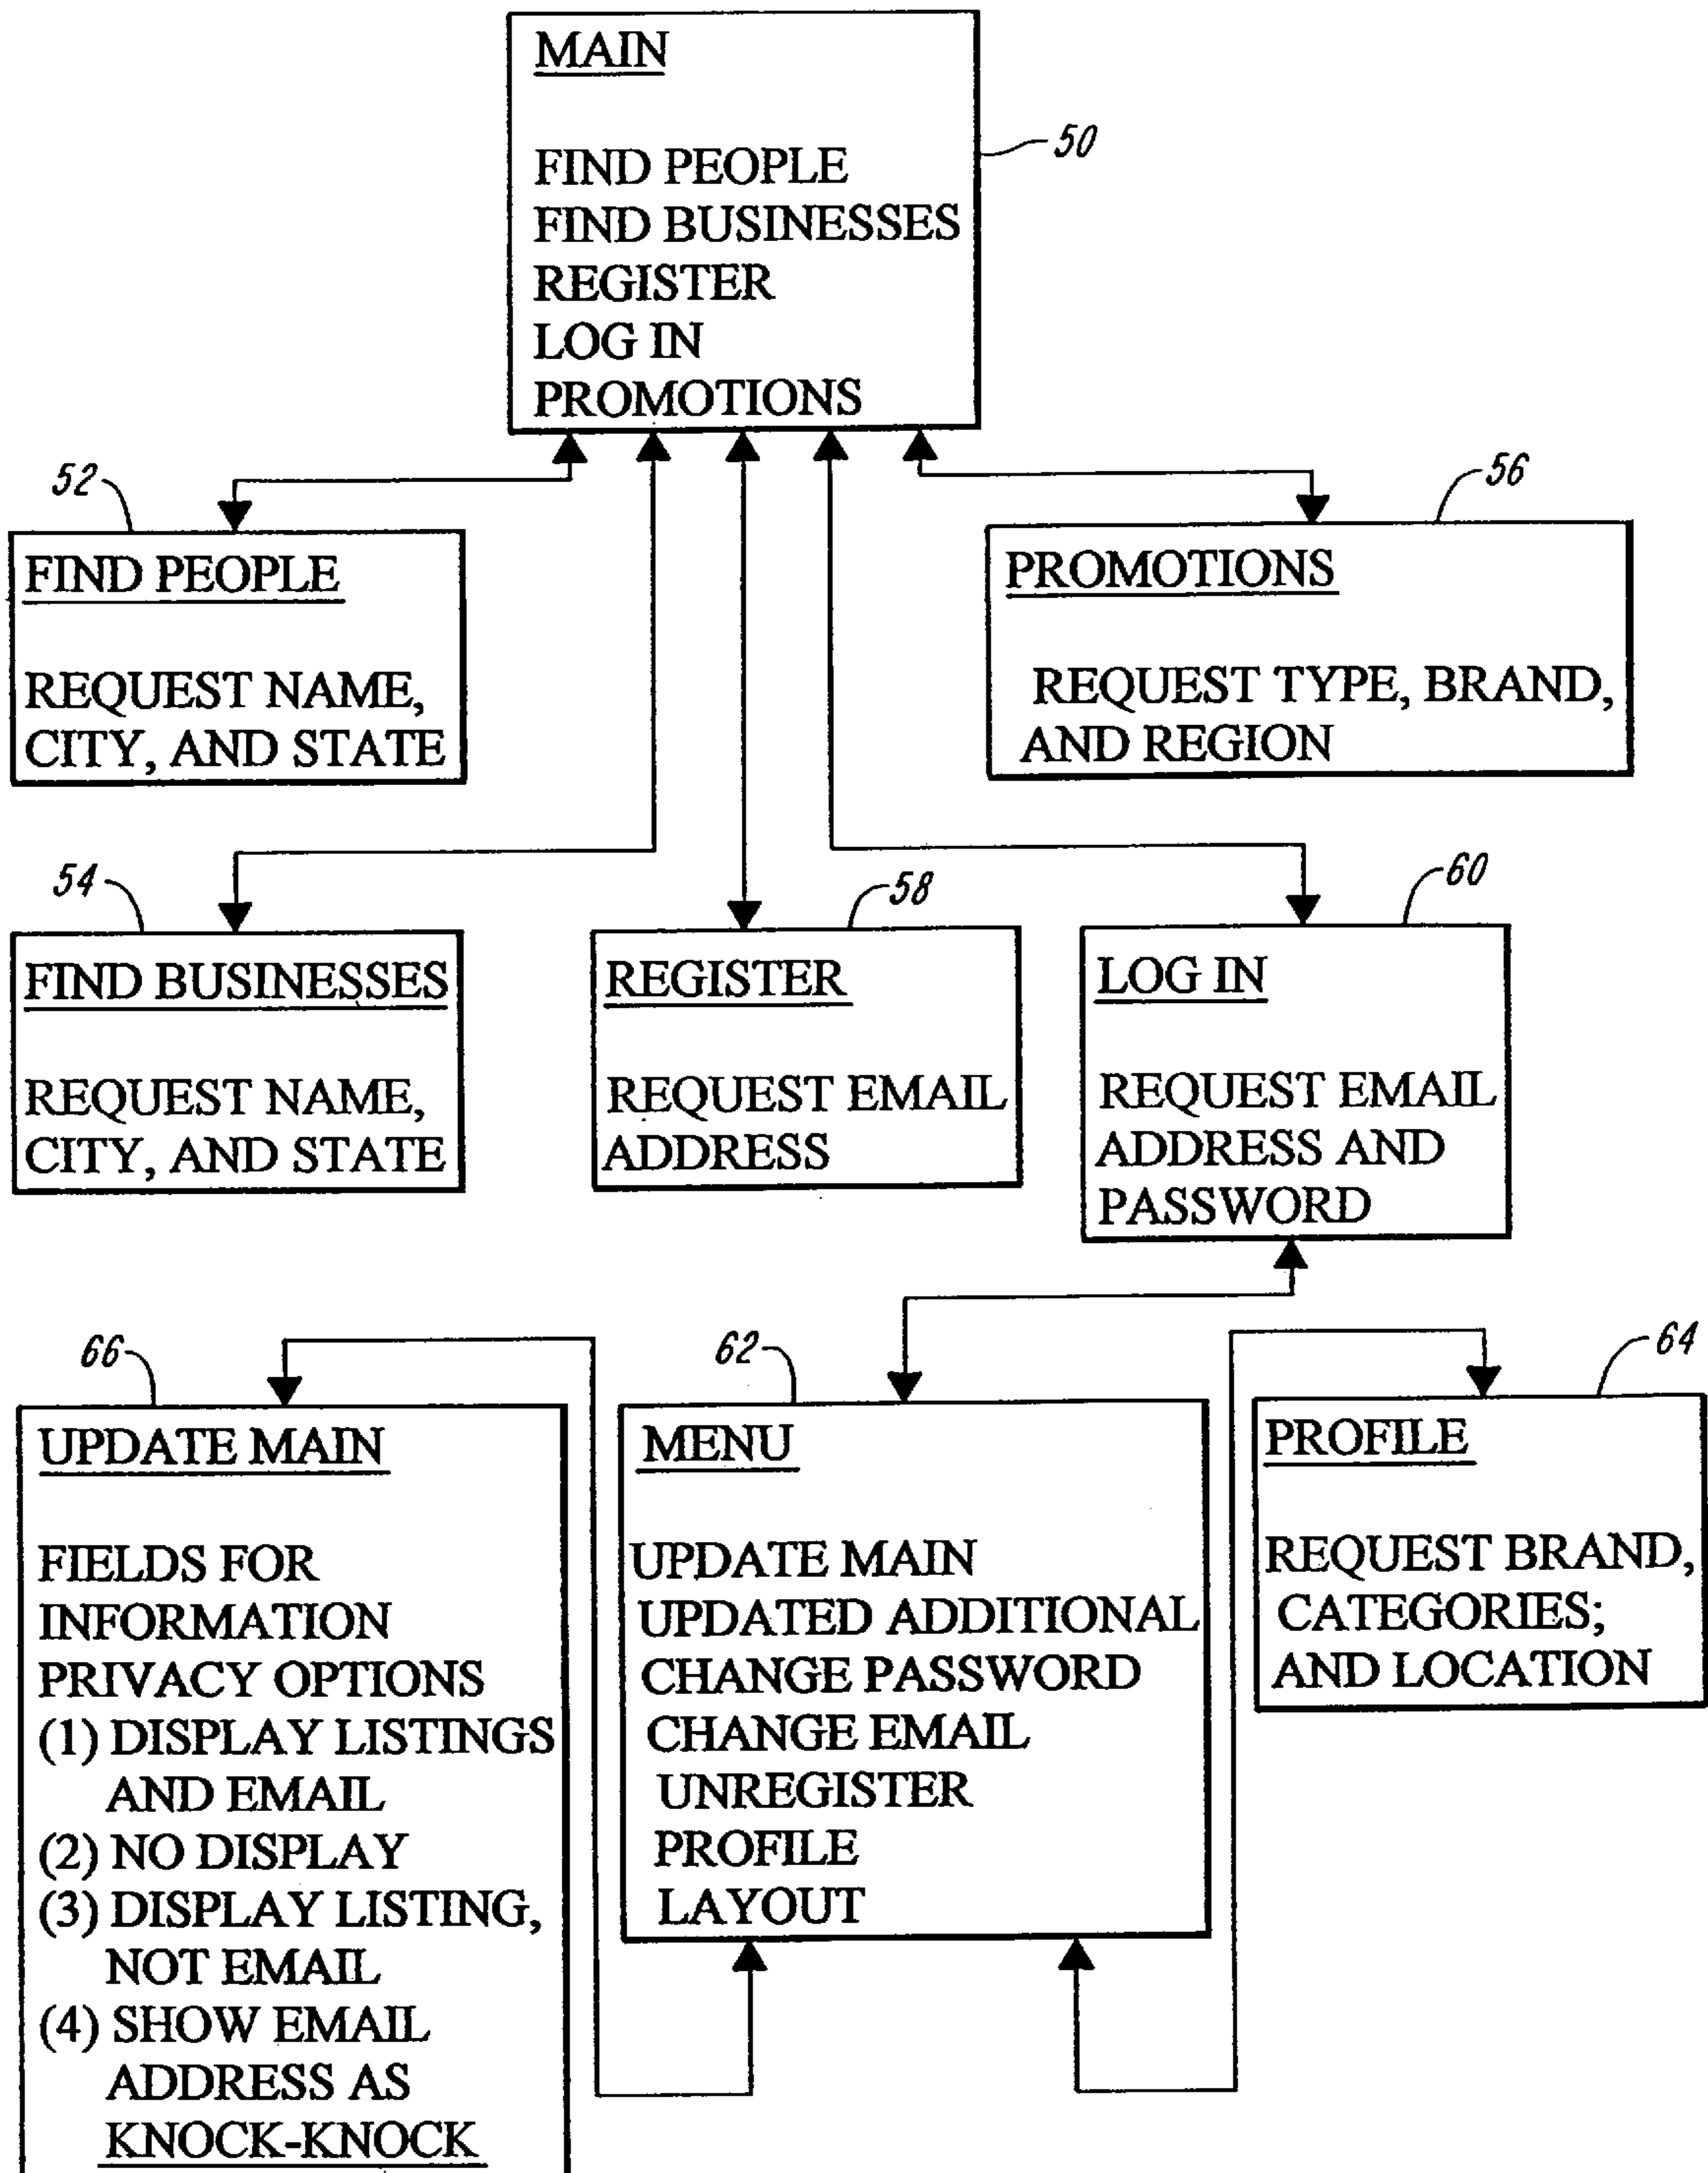 MAIN
FIND PEOPLE
FIND BUSINESSES
REGISTER
LOG IN
PROMOTIONS
50
52
FIND PEOPLE
REQUEST NAME,
CITY, AND STATE
56
PROMOTIONS
REQUEST TYPE, BRAND,
AND REGION
54
FIND BUSINESSES
REQUEST NAME,
CITY, AND STATE
58
REGISTER
REQUEST EMAIL
ADDRESS
60
LOG IN
REQUEST EMAIL
ADDRESS AND
PASSWORD
66
UPDATE MAIN
FIELDS FOR
INFORMATION
PRIVACY OPTIONS
(1) DISPLAY LISTINGS
AND EMAIL
(2) NO DISPLAY
(3) DISPLAY LISTING,
NOT EMAIL
(4) SHOW EMAIL
ADDRESS AS
KNOCK-KNOCK
62
MENU
UPDATE MAIN
UPDATED ADDITIONAL
CHANGE PASSWORD
CHANGE EMAIL
UNREGISTER
PROFILE
LAYOUT
64
PROFILE
REQUEST BRAND,
CATEGORIES;
AND LOCATION